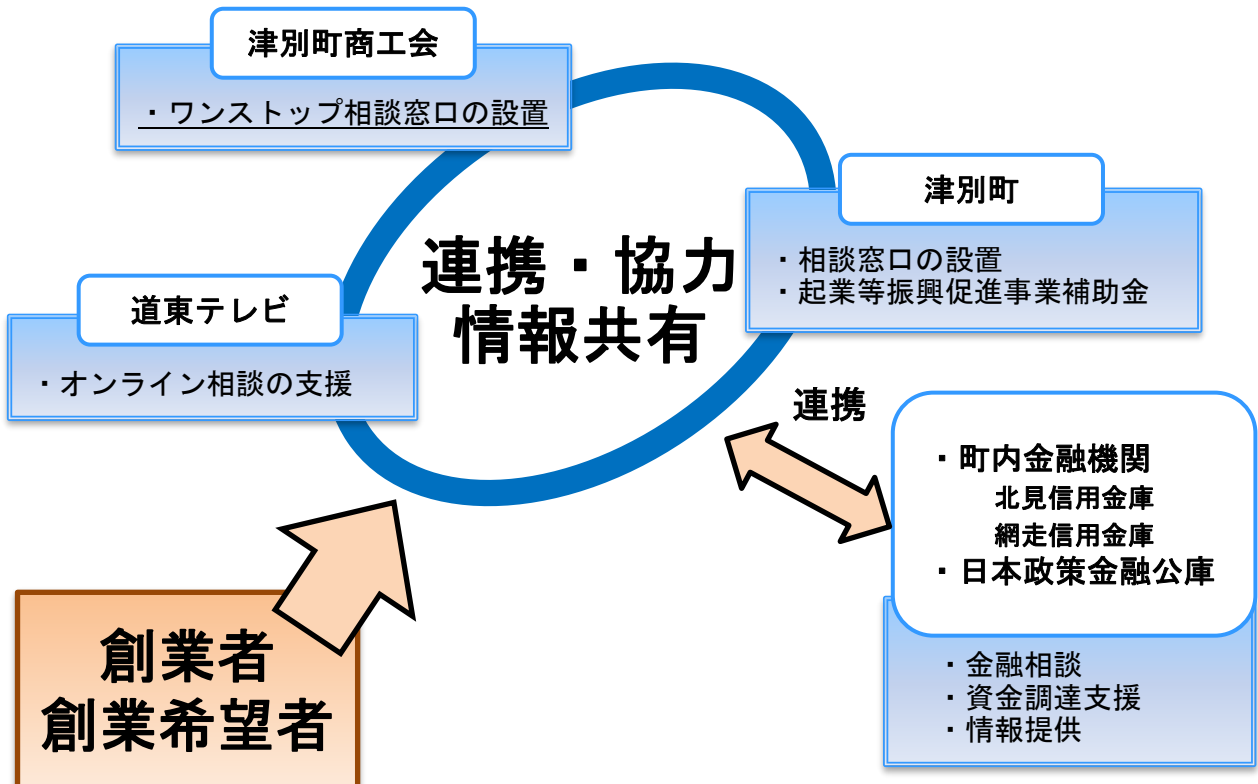 津別町商工会
・ワンストップ相談窓口の設置
津別町
・相談窓口の設置
・起業等振興促進事業補助金
連携・協力
情報共有
道東テレビ
・オンライン相談の支援
連携
・町内金融機関
北見信用金庫
網走信用金庫
・日本政策金融公庫
・金融相談
・資金調達支援
・情報提供
創業者
創業希望者